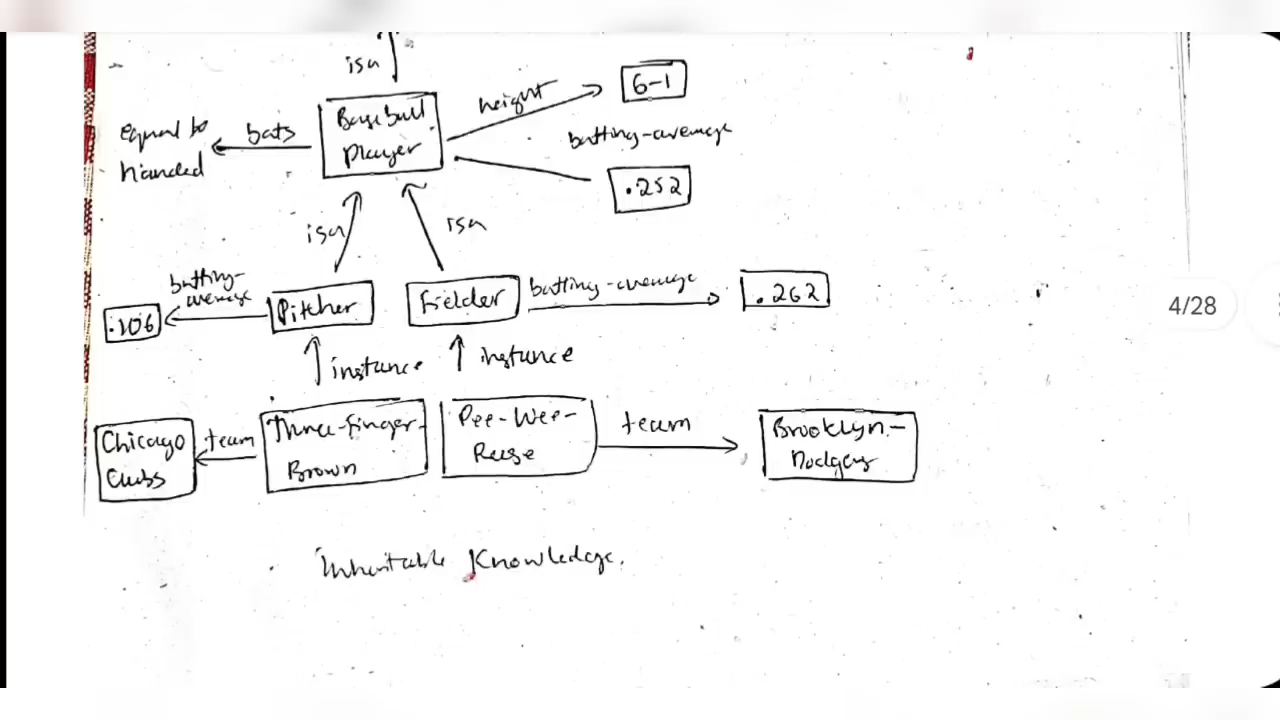 isa
6-1
height
Baseball
Player
bats
equal to
handed
batting-average
.252
isa
isa
batting-
average
.106
Pitcher
Fielder
batting-average
.262
4/28
instance
instance
Chicago
Cubs
team
Three-Finger-
Brown
Pee-Wee-
Reese
team
Brooklyn-
Dodgers
Inheritable Knowledge.